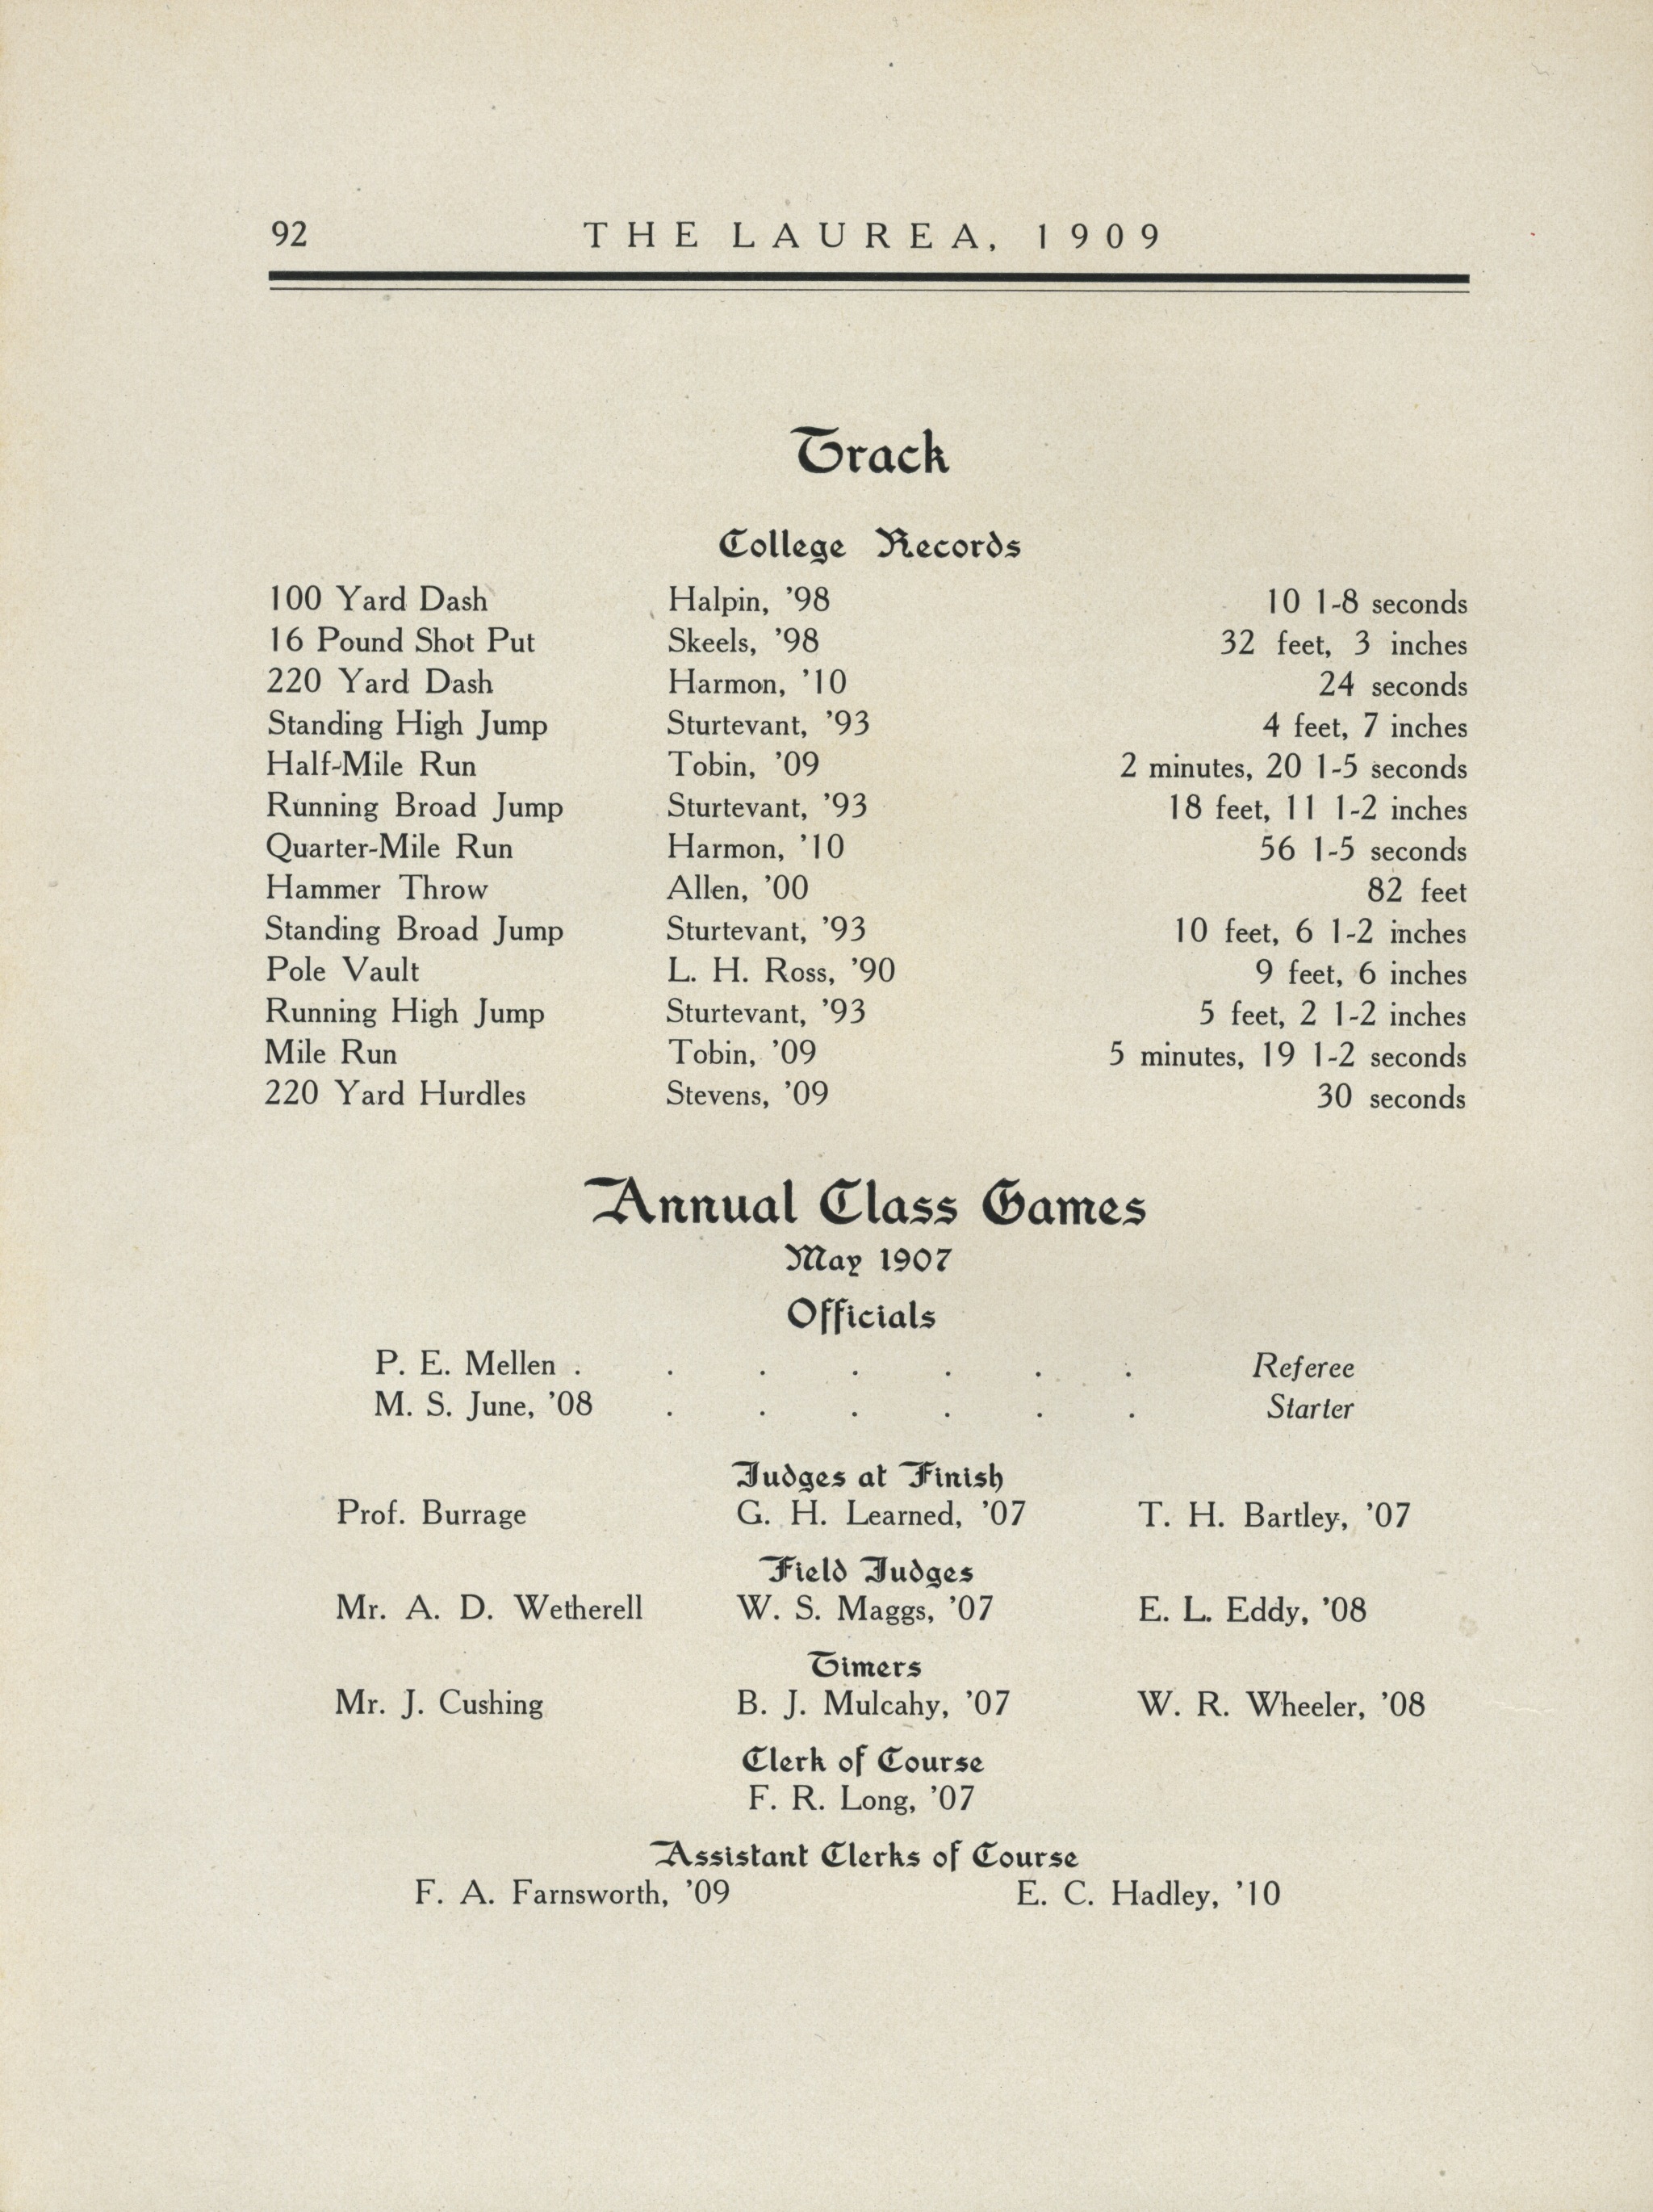 92 THE LAUREA, 1909
Track
College Records
100 Yard Dash Halpin, '98 10 1-8 seconds
16 Pound Shot Put Skeels, '98 32 feet, 3 inches
220 Yard Dash Harmon, '10 24 seconds
Standing High Jump Sturtevant, '93 4 feet, 7 inches
Half-Mile Run Tobin, '09 2 minutes, 20 1-5 seconds
Running Broad Jump Sturtevant, '93 18 feet, 11 1-2 inches
Quarter-Mile Run Harmon, '10 56 1-5 seconds
Hammer Throw Allen, '00 82 feet
Standing Broad Jump Sturtevant, '93 10 feet, 6 1-2 inches
Pole Vault L. H. Ross, '90 9 feet, 6 inches
Running High Jump Sturtevant, '93 5 feet, 2 1-2 inches
Mile Run Tobin, '09 5 minutes, 19 1-2 seconds
220 Yard Hurdles Stevens, '09 30 seconds
Annual Class Games
May 1907
Officials
P. E. Mellen . . . . . . . Referee
M. S. June, '08 . . . . . . Starter
Judges at Finish
Prof. Burrage G. H. Learned, '07 T. H. Bartley, '07
Field Judges
Mr. A. D. Wetherell W. S. Maggs, '07 E. L. Eddy, '08
Timers
Mr. J. Cushing B. J. Mulcahy, '07 W. R. Wheeler, '08
Clerk of Course
F. R. Long, '07
Assistant Clerks of Course
F. A. Farnsworth, '09 E. C. Hadley, '10